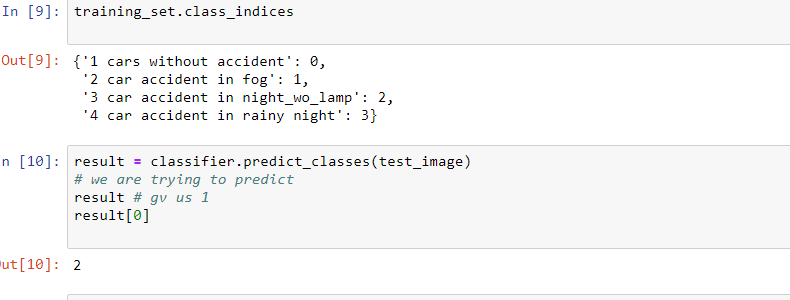 In [9]: training_set.class_indices
Out[9]: {'1 cars without accident': 0,
'2 car accident in fog': 1,
'3 car accident in night_wo_lamp': 2,
'4 car accident in rainy night': 3}
n [10]: result = classifier.predict_classes(test_image)
# we are trying to predict
result # gv us 1
result[0]
ut[10]: 2